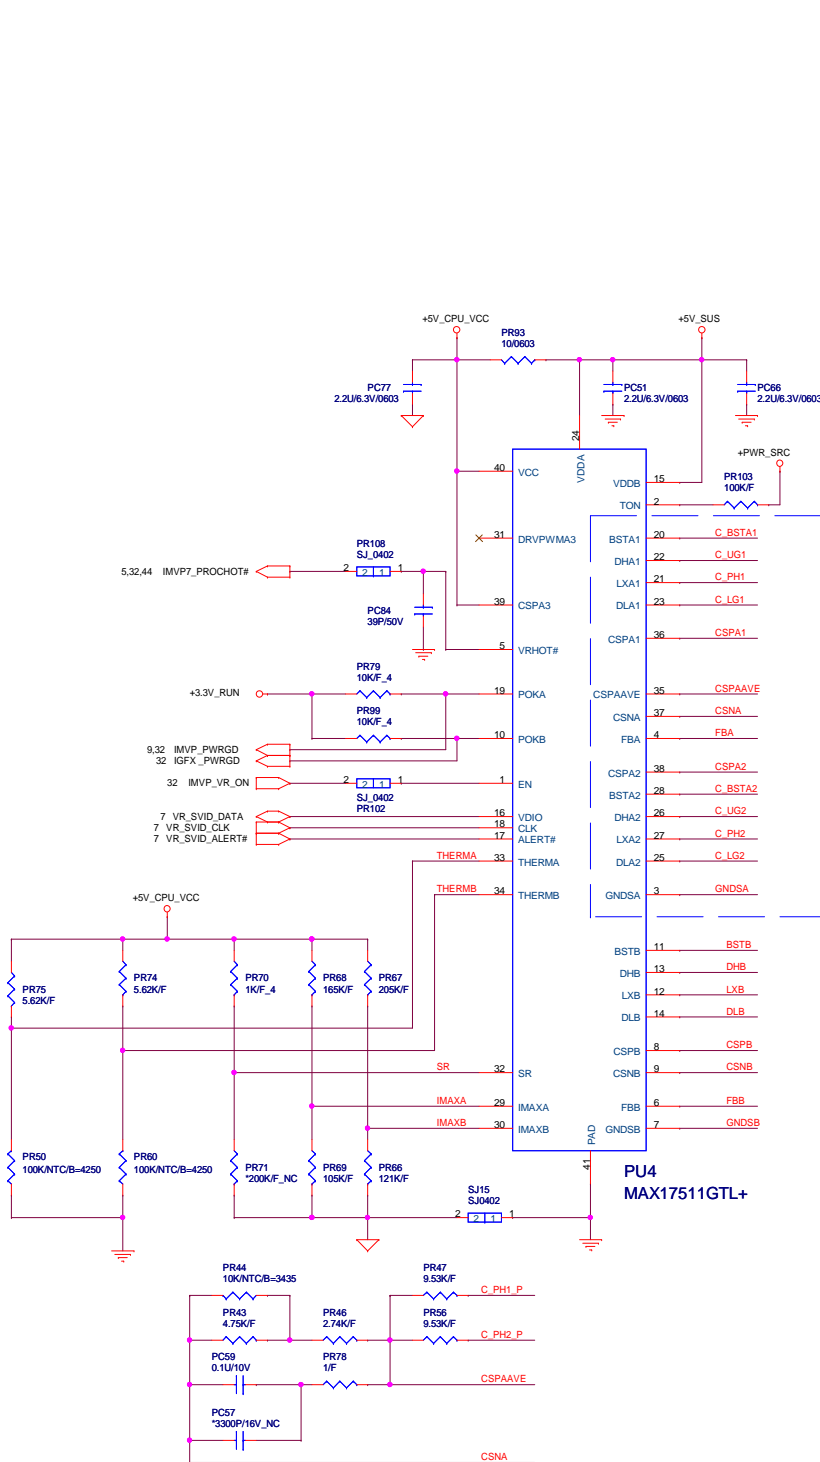 +5V_CPU_VCC
+5V_SUS
PR93
10/0603
PC77
2.2U/6.3V/0603
PC51
2.2U/6.3V/0603
PC66
2.2U/6.3V/0603
24
VDDA
+PWR_SRC
40 VCC
VDDB 15
PR103
100K/F
TON 2
31 DRVPWMA3
BSTA1 20 C_BSTA1
PR108
SJ_0402
DHA1 22 C_UG1
5,32,44 IMVP7_PROCHOT#
2 2 1 1
LXA1 21 C_PH1
39 CSPA3
DLA1 23 C_LG1
PC84
39P/50V
CSPA1 36 CSPA1
5 VRHOT#
PR79
10K/F_4
+3.3V_RUN
19 POKA
CSPAAVE 35 CSPAAVE
PR99
10K/F_4
CSNA 37 CSNA
10 POKB
FBA 4 FBA
9,32 IMVP_PWRGD
32 IGFX_PWRGD
CSPA2 38 CSPA2
32 IMVP_VR_ON
2 2 1 1
1 EN
BSTA2 28 C_BSTA2
SJ_0402
PR102
7 VR_SVID_DATA
16 VDIO
DHA2 26 C_UG2
7 VR_SVID_CLK
18 CLK
7 VR_SVID_ALERT#
17 ALERT#
LXA2 27 C_PH2
THERMA 33 THERMA
DLA2 25 C_LG2
THERMB 34 THERMB
GNDSA 3 GNDSA
+5V_CPU_VCC
BSTB 11 BSTB
DHB 13 DHB
PR75
5.62K/F
PR74
5.62K/F
PR70
1K/F_4
PR68
165K/F
PR67
205K/F
LXB 12 LXB
DLB 14 DLB
CSPB 8 CSPB
SR 32 SR
CSNB 9 CSNB
IMAXA 29 IMAXA
FBB 6 FBB
IMAXB 30 IMAXB
GNDSB 7 GNDSB
PAD
41
PR50
100K/NTC/B=4250
PR60
100K/NTC/B=4250
PR71
*200K/F_NC
PR69
105K/F
PR66
121K/F
PU4
MAX17511GTL+
SJ15
SJ0402
2 2 1 1
PR44
10K/NTC/B=3435
PR47
9.53K/F
C_PH1_P
PR43
4.75K/F
PR46
2.74K/F
PR56
9.53K/F
C_PH2_P
PC59
0.1U/10V
PR78
1/F
CSPAAVE
PC57
*3300P/16V_NC
CSNA